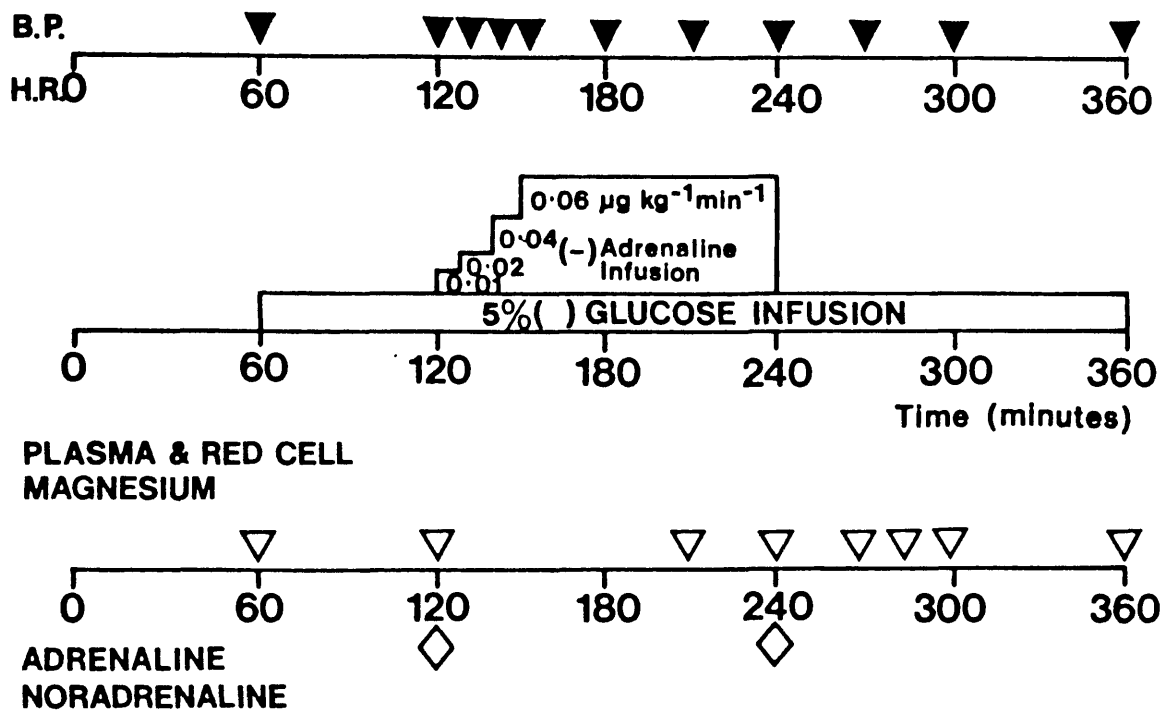 B.P.
H.R.
0 60 120 180 240 300 360
0·06 µg kg-1min-1
0·04 (-) Adrenaline
Infusion
0·02
0·01
5%( ) GLUCOSE INFUSION
0 60 120 180 240 300 360
Time (minutes)
PLASMA & RED CELL
MAGNESIUM
0 60 120 180 240 300 360
ADRENALINE
NORADRENALINE